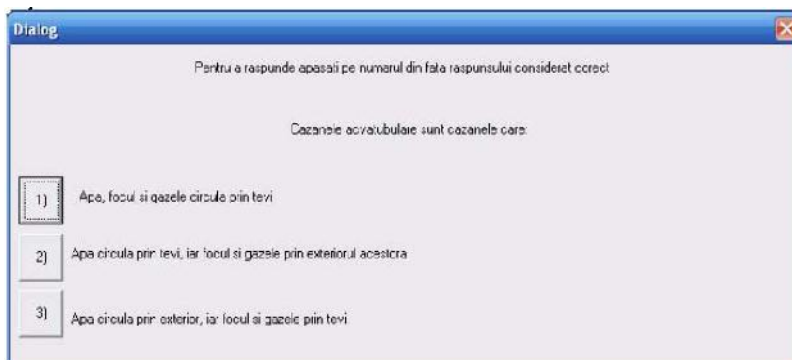 Dialog
Pentru a raspunde apasati pe numarul din fata raspunsului considerat corect
Cazanele acvatubulare sunt cazanele care:
1) Apa, focul si gazele circula prin tevi
2) Apa circula prin tevi, iar focul si gazele prin exteriorul acestora
3) Apa circula prin exterior, iar focul si gazele prin tevi